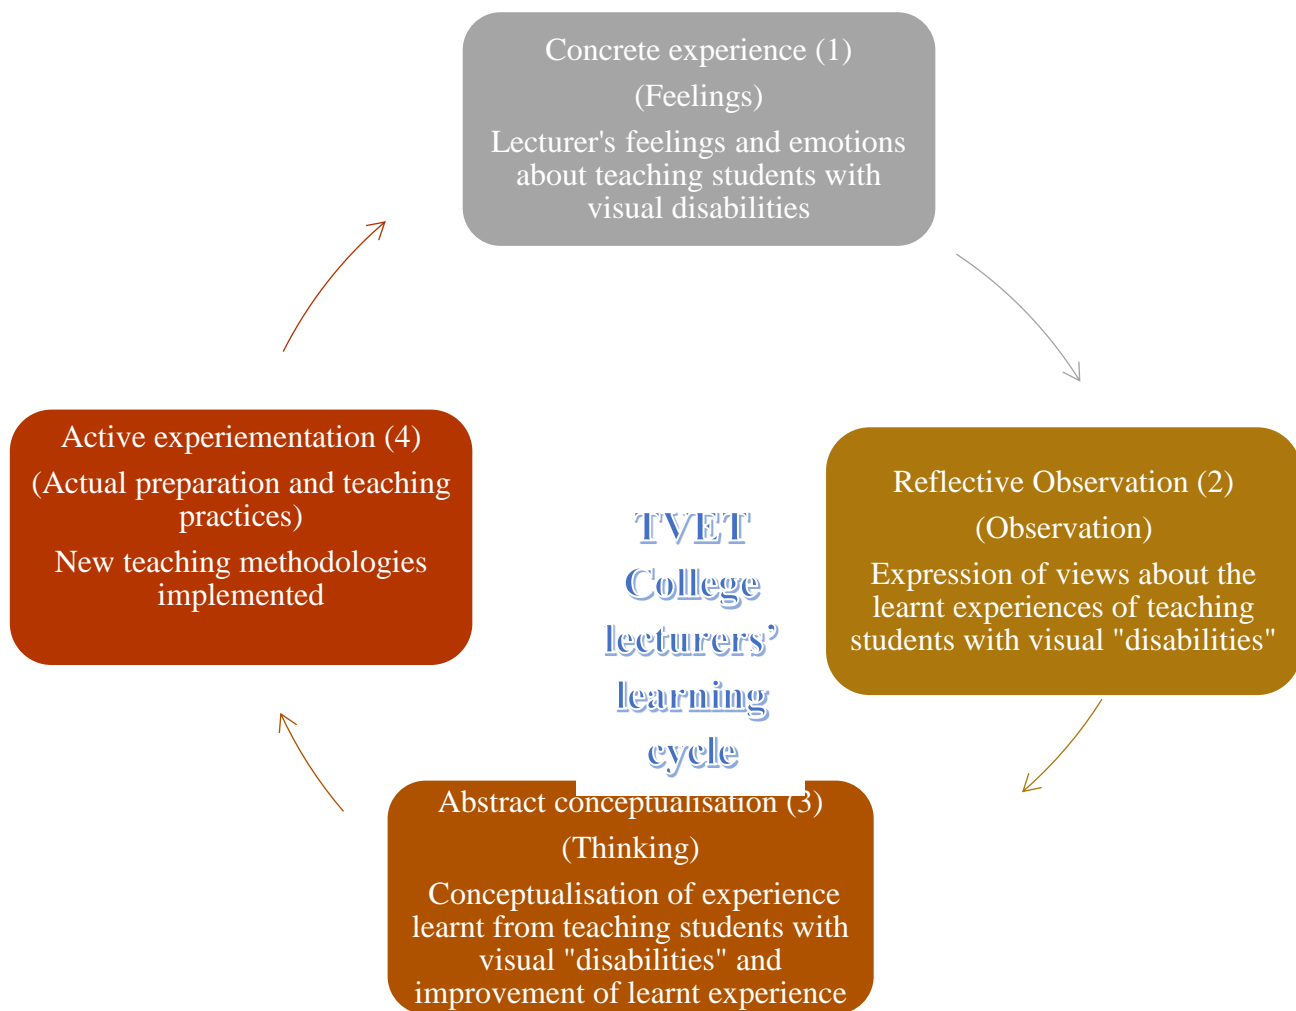 Concrete experience (1)
(Feelings)
Lecturer's feelings and emotions
about teaching students with
visual disabilities
Reflective Observation (2)
(Observation)
Expression of views about the
learnt experiences of teaching
students with visual "disabilities"
Abstract conceptualisation (3)
(Thinking)
Conceptualisation of experience
learnt from teaching students with
visual "disabilities" and
improvement of learnt experience
Active experiementation (4)
(Actual preparation and teaching
practices)
New teaching methodologies
implemented
TVET
College
lecturers’
learning
cycle